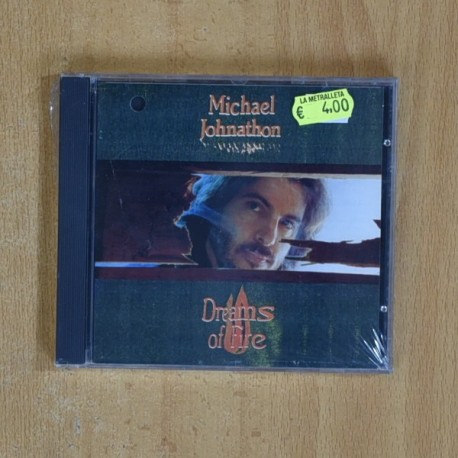 Michael
Johnathon
LA METRALLETA
€ 4,00
Dreams
of Fire